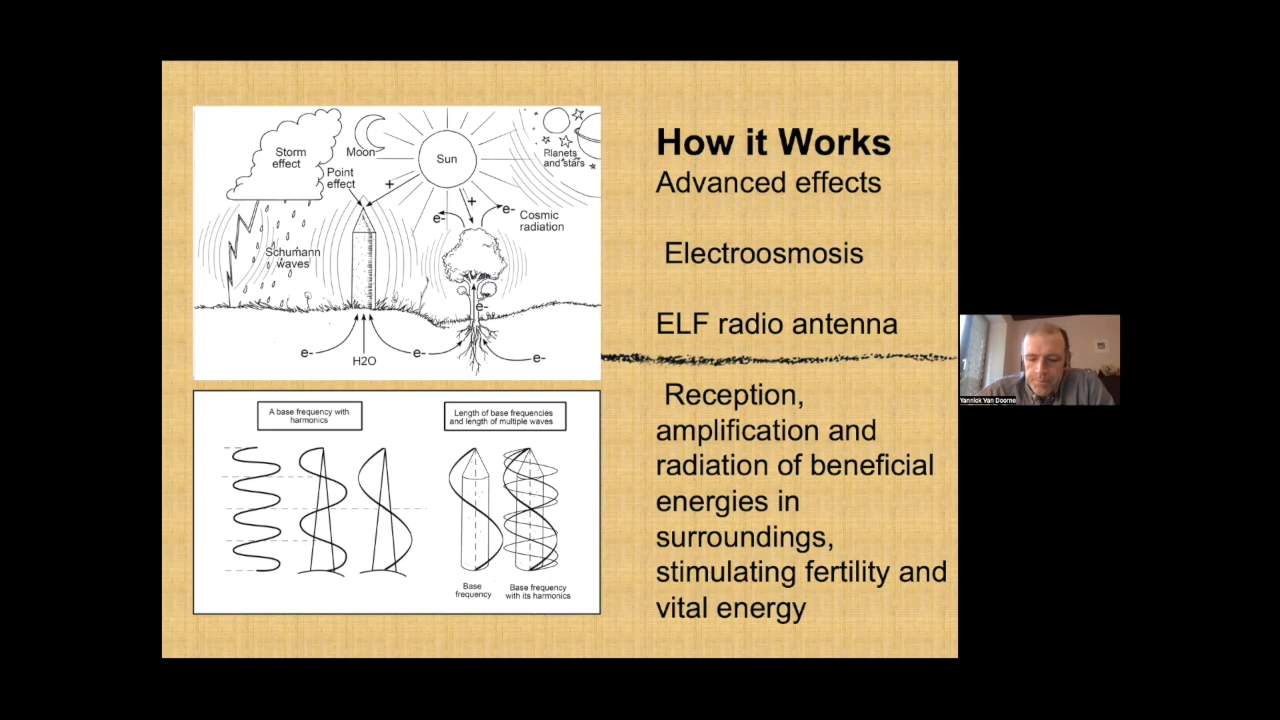 Storm
effect
Moon
Sun
Planets
and stars
Point
effect
+
+
e-
e-
Cosmic
radiation
Schumann
waves
e-
e-
e-
e-
H2O
A base frequency with
harmonics
Length of base frequencies
and length of multiple waves
Base
frequency
Base frequency
with its harmonics
How it Works
Advanced effects
Electroosmosis
ELF radio antenna
Reception,
amplification and
radiation of beneficial
energies in
surroundings,
stimulating fertility and
vital energy
Yannick Van Doorne